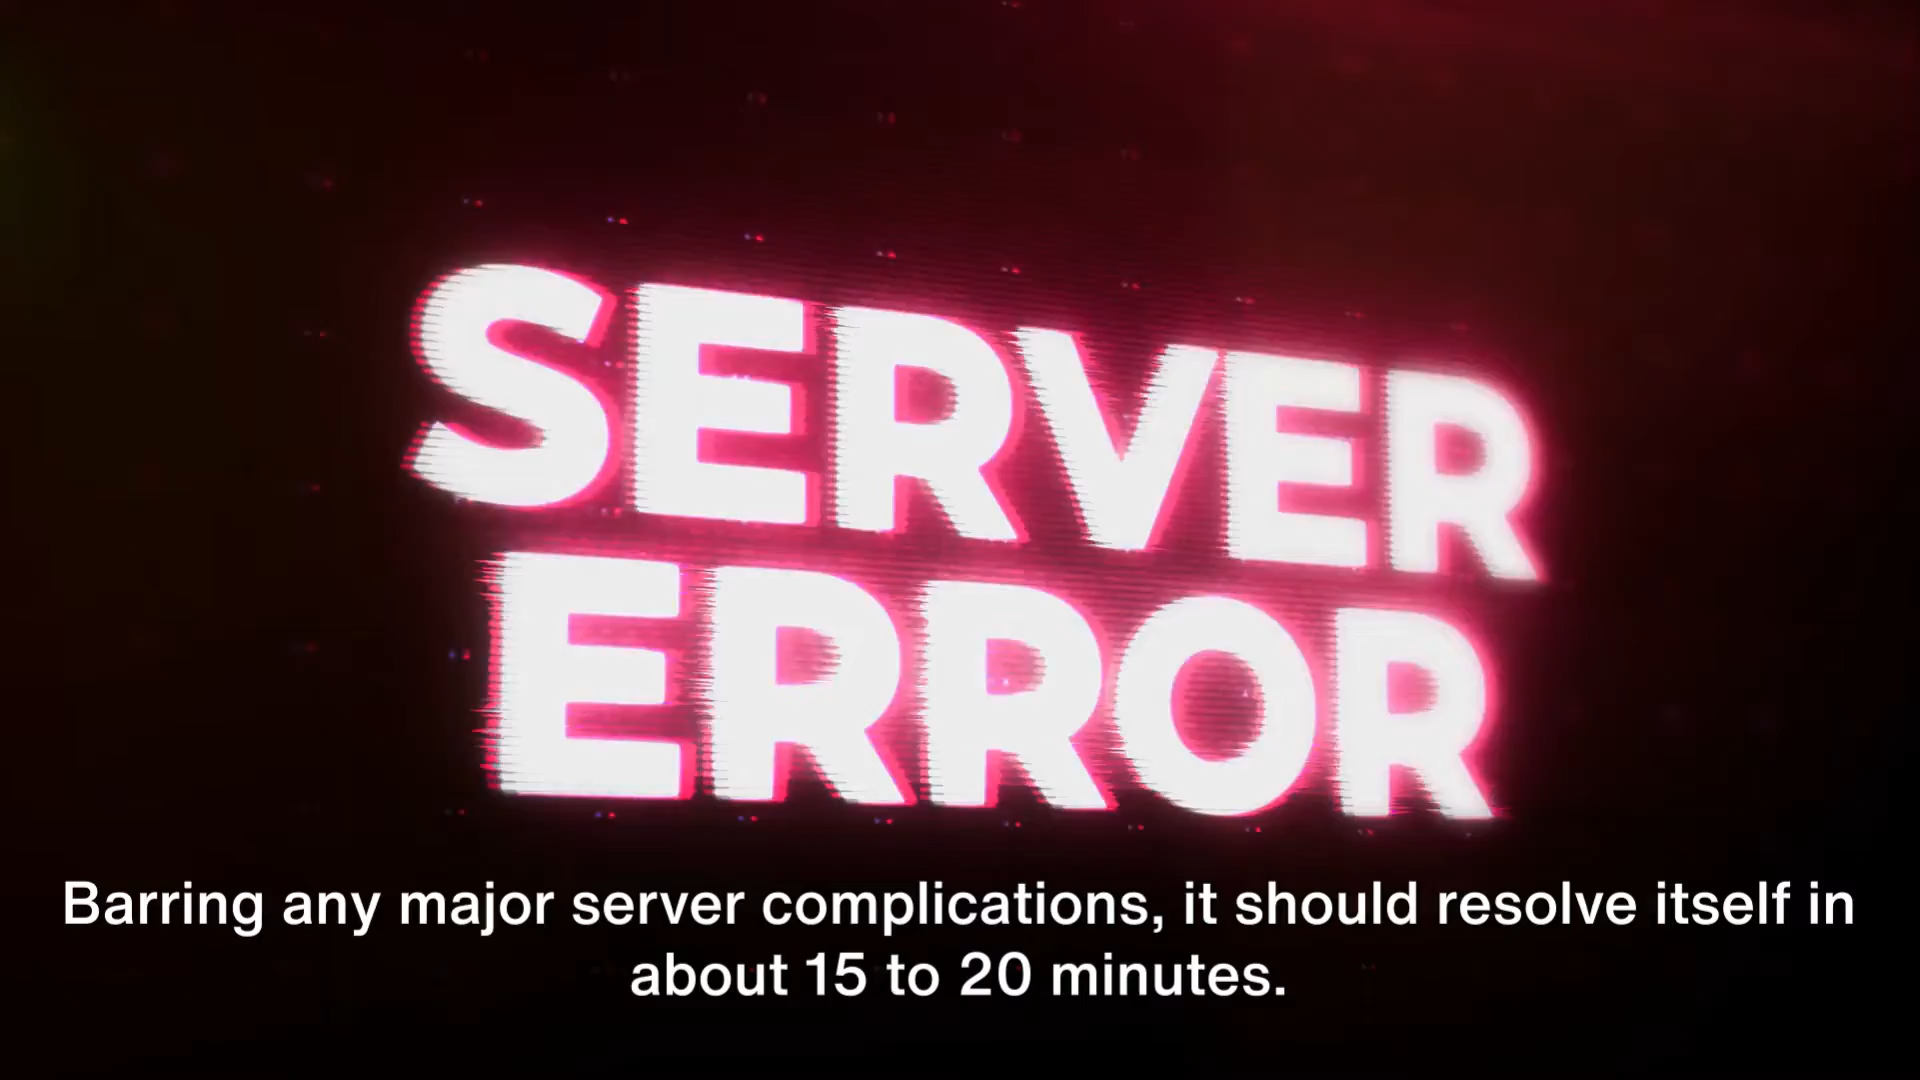 SERVER
ERROR
Barring any major server complications, it should resolve itself in
about 15 to 20 minutes.